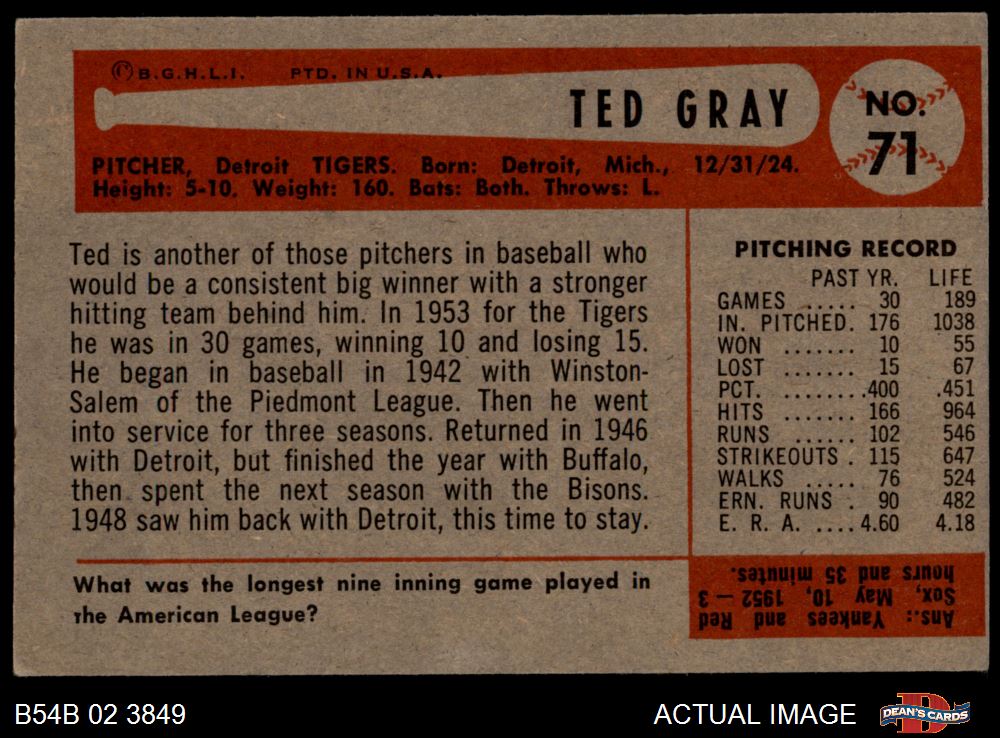 ©B.G.H.L.I. PTD. IN U.S.A.
TED GRAY
NO.
71
PITCHER, Detroit TIGERS. Born: Detroit, Mich., 12/31/24.
Height: 5-10. Weight: 160. Bats: Both. Throws: L.
Ted is another of those pitchers in baseball who
would be a consistent big winner with a stronger
hitting team behind him. In 1953 for the Tigers
he was in 30 games, winning 10 and losing 15.
He began in baseball in 1942 with Winston-
Salem of the Piedmont League. Then he went
into service for three seasons. Returned in 1946
with Detroit, but finished the year with Buffalo,
then spent the next season with the Bisons.
1948 saw him back with Detroit, this time to stay.
PITCHING RECORD
PAST YR. LIFE
GAMES ..... 30 189
IN. PITCHED. 176 1038
WON ....... 10 55
LOST ....... 15 67
PCT. ........400 .451
HITS ....... 166 964
RUNS ...... 102 546
STRIKEOUTS . 115 647
WALKS ..... 76 524
ERN. RUNS . 90 482
E. R. A. ....4.60 4.18
What was the longest nine inning game played in
the American League?
Ans.: Yankees and Red
Sox, May 10, 1952 — 3
hours and 35 minutes.
B54B 02 3849
ACTUAL IMAGE
DEAN'S CARDS